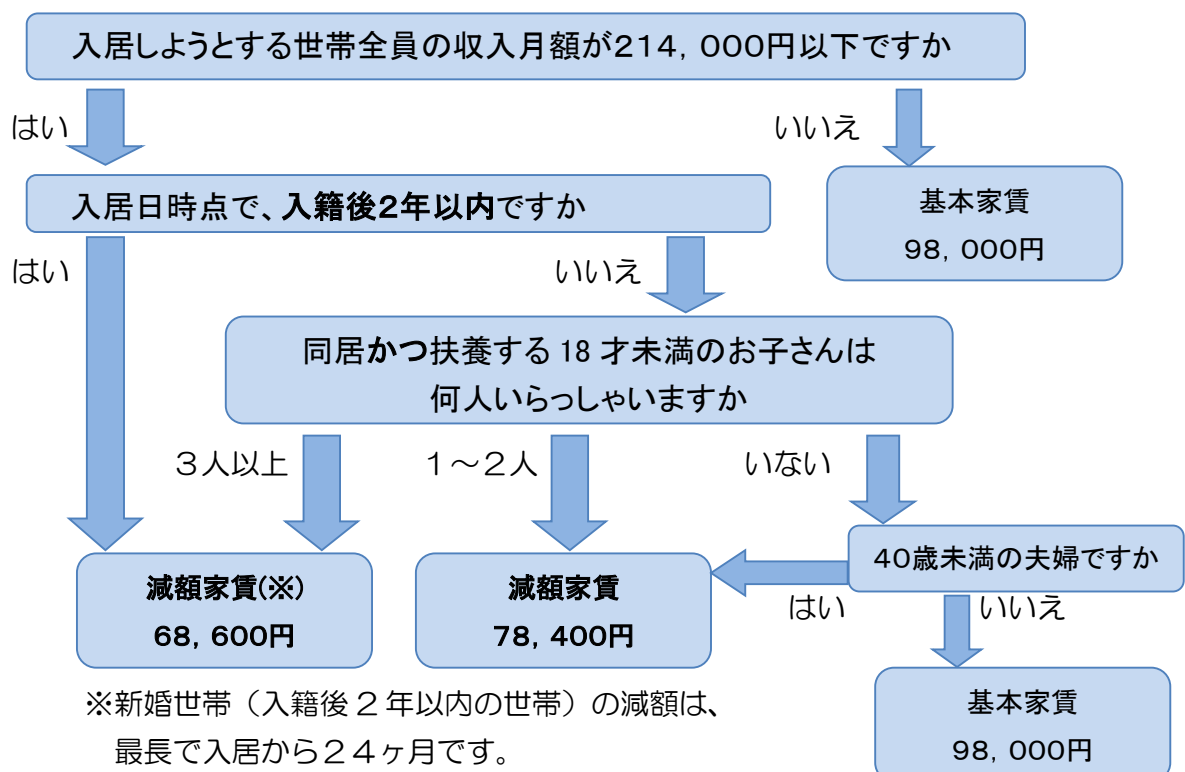 入居しようとする世帯全員の収入月額が214，000円以下ですか
はい
いいえ
入居日時点で、入籍後2年以内ですか
基本家賃
98，000円
はい
いいえ
同居かつ扶養する18才未満のお子さんは
何人いらっしゃいますか
３人以上
１～２人
いない
40歳未満の夫婦ですか
減額家賃(※)
68，600円
減額家賃
78，400円
はい
いいえ
※新婚世帯（入籍後２年以内の世帯）の減額は、
最長で入居から２４ヶ月です。
基本家賃
98，000円